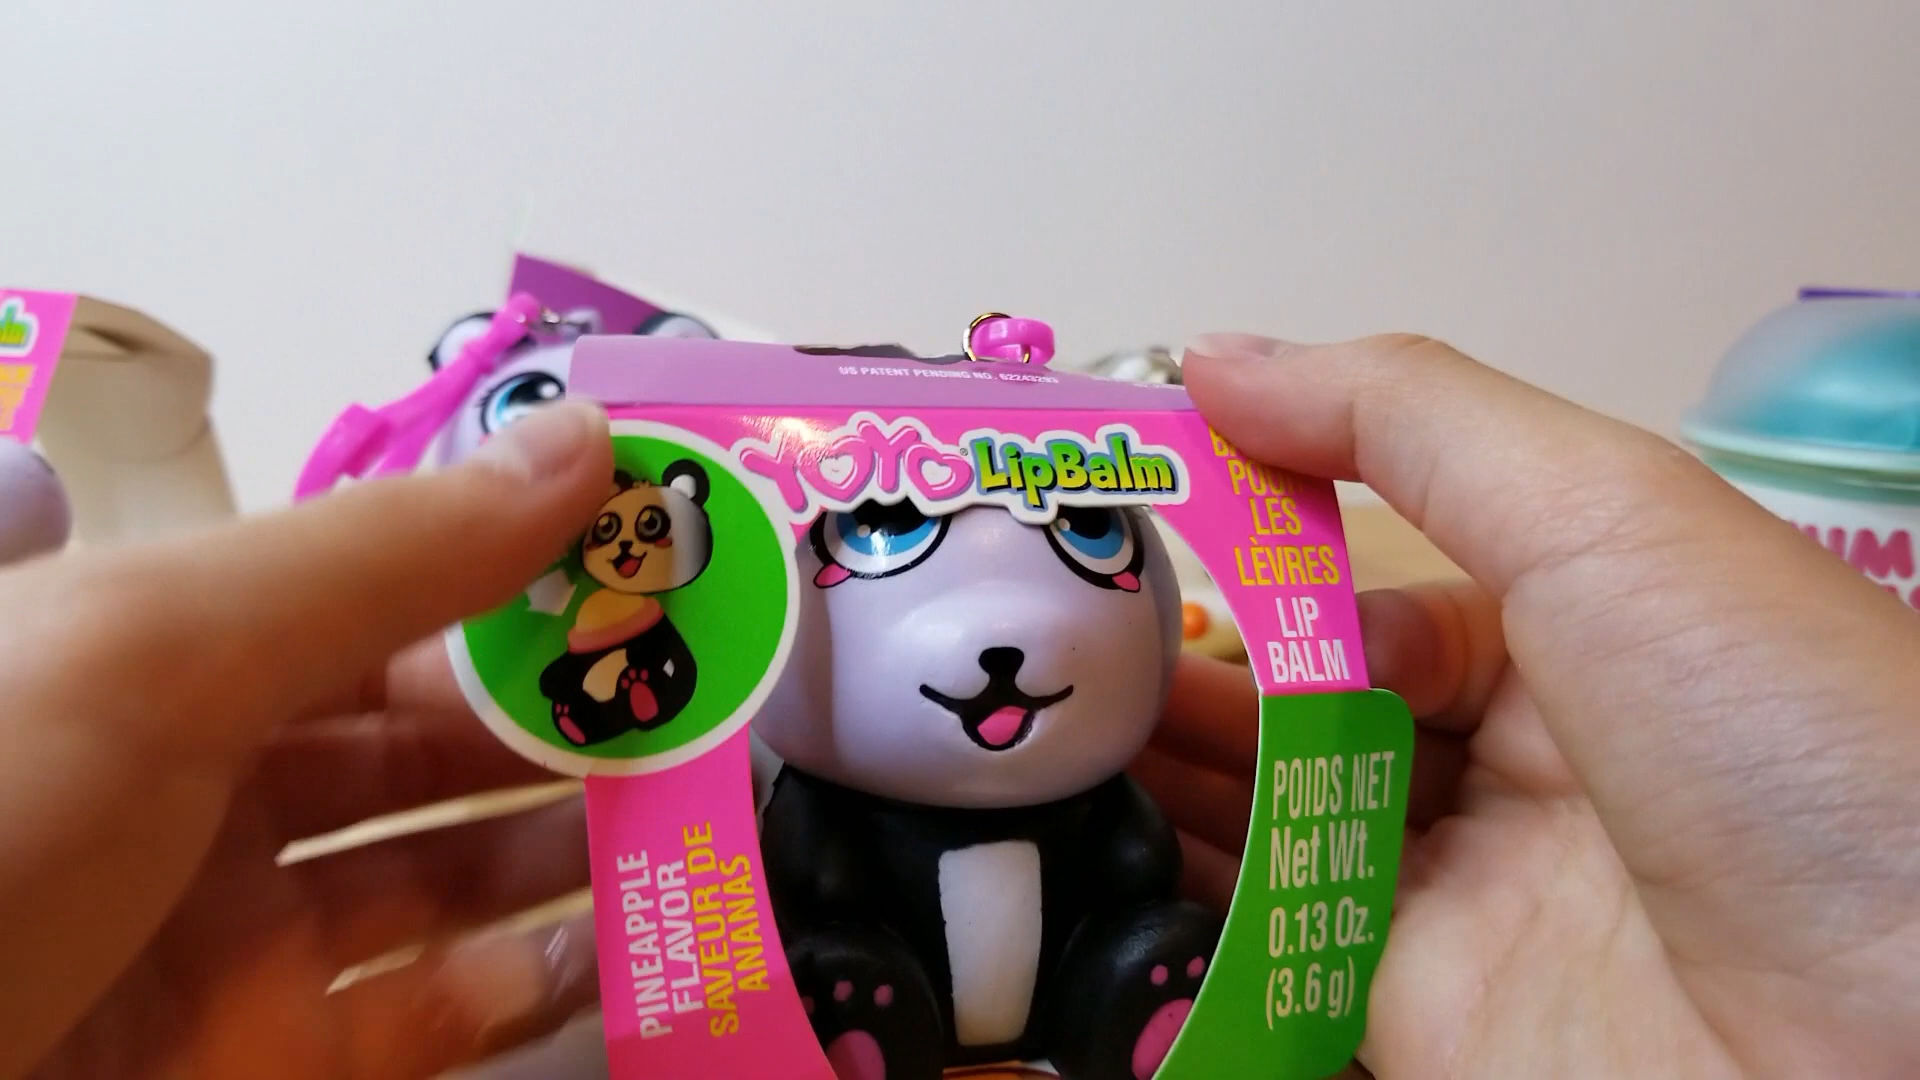 US PATENT PENDING NO. 62243293
YOYO® LipBalm
POUR
LES
LÈVRES
LIP
BALM
POIDS NET
Net Wt.
0.13 Oz.
(3.6 g)
PINEAPPLE
FLAVOR
SAVEUR DE
ANANAS